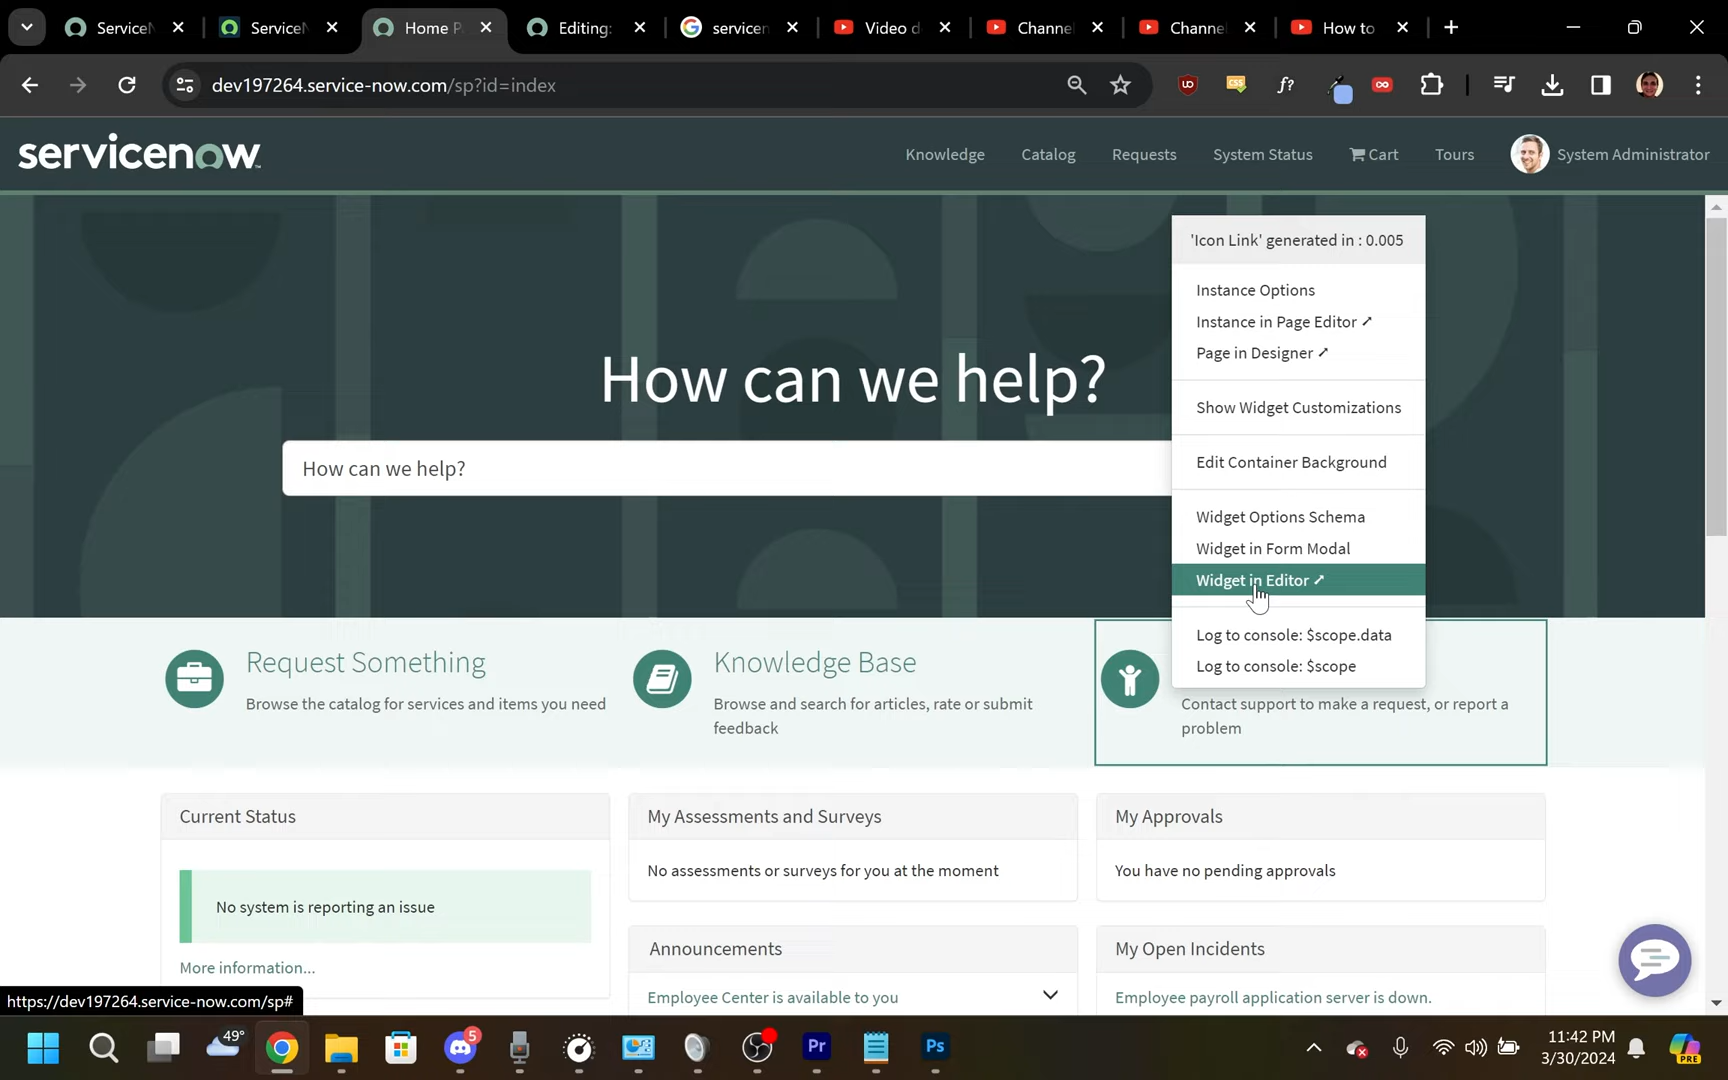 ServiceN
ServiceN
Home P
Editing:
servicen
Video d
Channel
Channel
How to
dev197264.service-now.com/sp?id=index
servicenow
Knowledge
Catalog
Requests
System Status
Cart
Tours
System Administrator
'Icon Link' generated in : 0.005
Instance Options
Instance in Page Editor ➚
Page in Designer ➚
Show Widget Customizations
Edit Container Background
Widget Options Schema
Widget in Form Modal
Widget in Editor ➚
Log to console: $scope.data
Log to console: $scope
How can we help?
How can we help?
Request Something
Browse the catalog for services and items you need
Knowledge Base
Browse and search for articles, rate or submit
feedback
Contact support to make a request, or report a
problem
Current Status
No system is reporting an issue
More information...
My Assessments and Surveys
No assessments or surveys for you at the moment
My Approvals
You have no pending approvals
Announcements
Employee Center is available to you
My Open Incidents
Employee payroll application server is down.
https://dev197264.service-now.com/sp#
49°
5
Pr
Ps
11:42 PM
3/30/2024
PRE